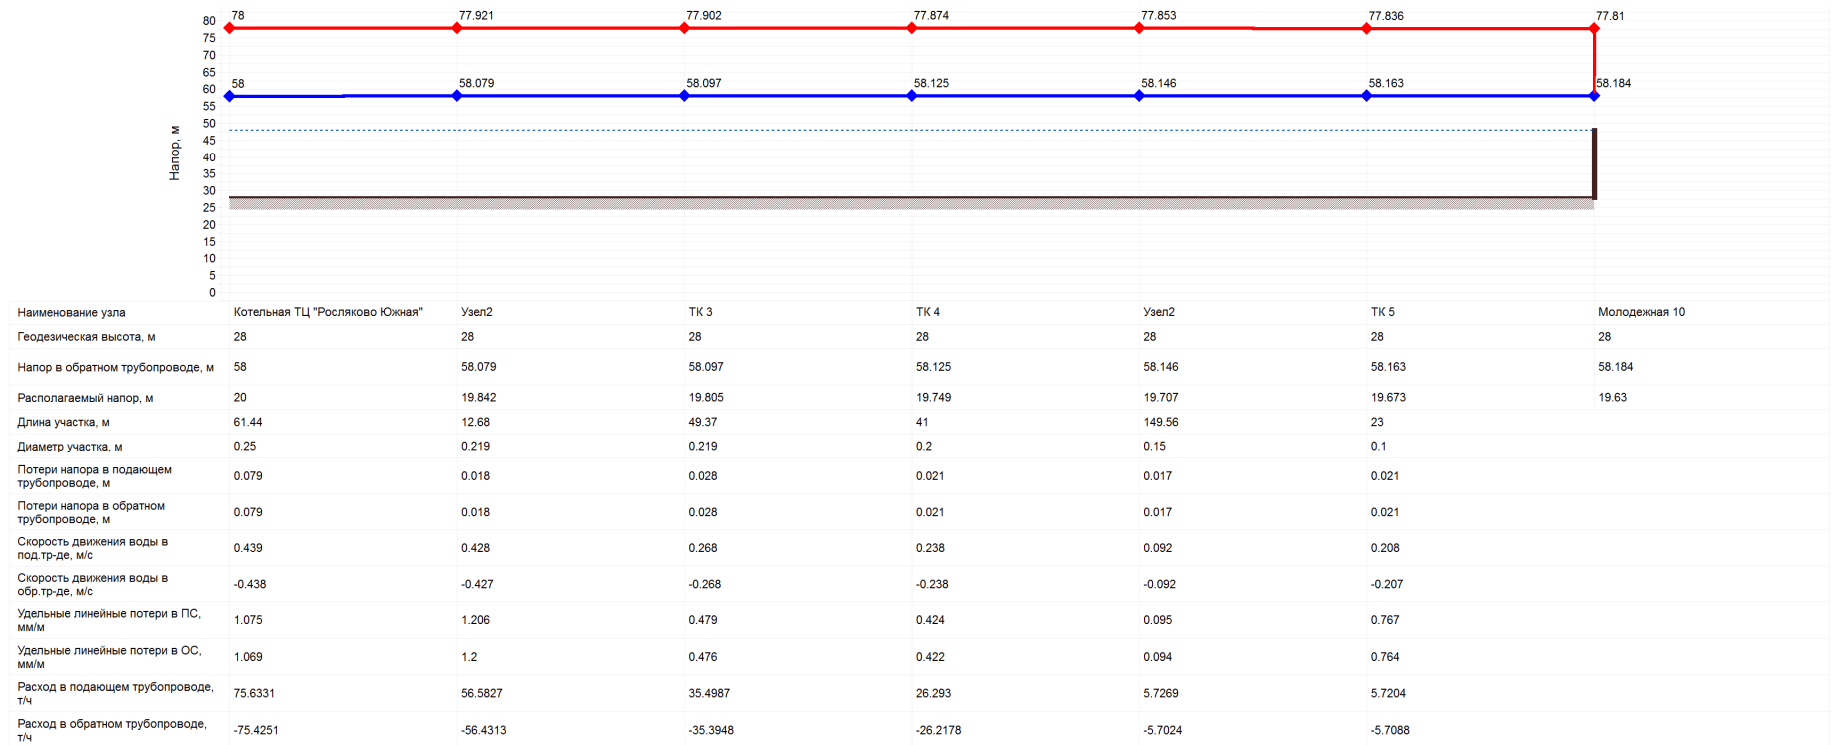 80
75
70
65
60
55
50
45
40
35
30
25
20
15
10
5
0
Напор, м
78 77.921 77.902 77.874 77.853 77.836 77.81
58 58.079 58.097 58.125 58.146 58.163 58.184
Наименование узла Котельная ТЦ "Росляково Южная" Узел2 ТК 3 ТК 4 Узел2 ТК 5 Молодежная 10
Геодезическая высота, м 28 28 28 28 28 28 28
Напор в обратном трубопроводе, м 58 58.079 58.097 58.125 58.146 58.163 58.184
Располагаемый напор, м 20 19.842 19.805 19.749 19.707 19.673 19.63
Длина участка, м 61.44 12.68 49.37 41 149.56 23
Диаметр участка, м 0.25 0.219 0.219 0.2 0.15 0.1
Потери напора в подающем
трубопроводе, м 0.079 0.018 0.028 0.021 0.017 0.021
Потери напора в обратном
трубопроводе, м 0.079 0.018 0.028 0.021 0.017 0.021
Скорость движения воды в
под.тр-де, м/с 0.439 0.428 0.268 0.238 0.092 0.208
Скорость движения воды в
обр.тр-де, м/с -0.438 -0.427 -0.268 -0.238 -0.092 -0.207
Удельные линейные потери в ПС,
мм/м 1.075 1.206 0.479 0.424 0.095 0.767
Удельные линейные потери в ОС,
мм/м 1.069 1.2 0.476 0.422 0.094 0.764
Расход в подающем трубопроводе,
т/ч 75.6331 56.5827 35.4987 26.293 5.7269 5.7204
Расход в обратном трубопроводе,
т/ч -75.4251 -56.4313 -35.3948 -26.2178 -5.7024 -5.7088